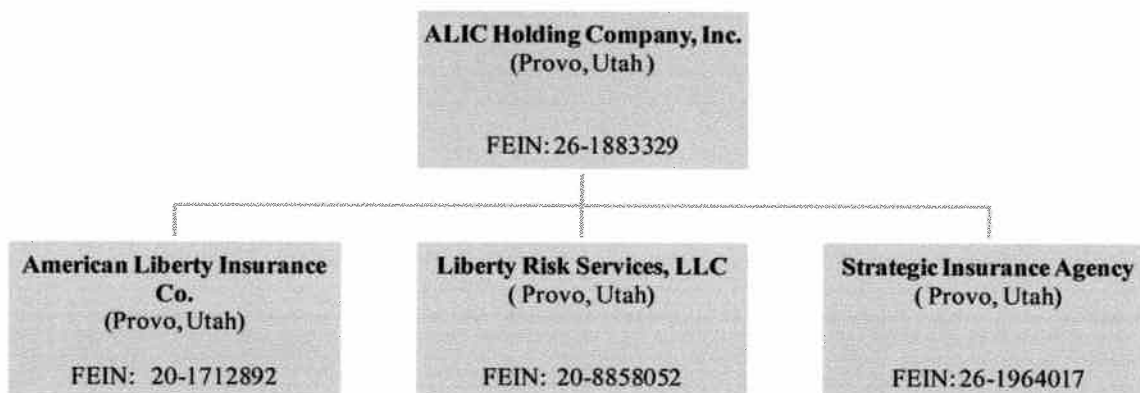 ALIC Holding Company, Inc.
(Provo, Utah )
FEIN: 26-1883329
American Liberty Insurance
Co.
(Provo, Utah)
FEIN: 20-1712892
Liberty Risk Services, LLC
( Provo, Utah)
FEIN: 20-8858052
Strategic Insurance Agency
( Provo, Utah)
FEIN: 26-1964017